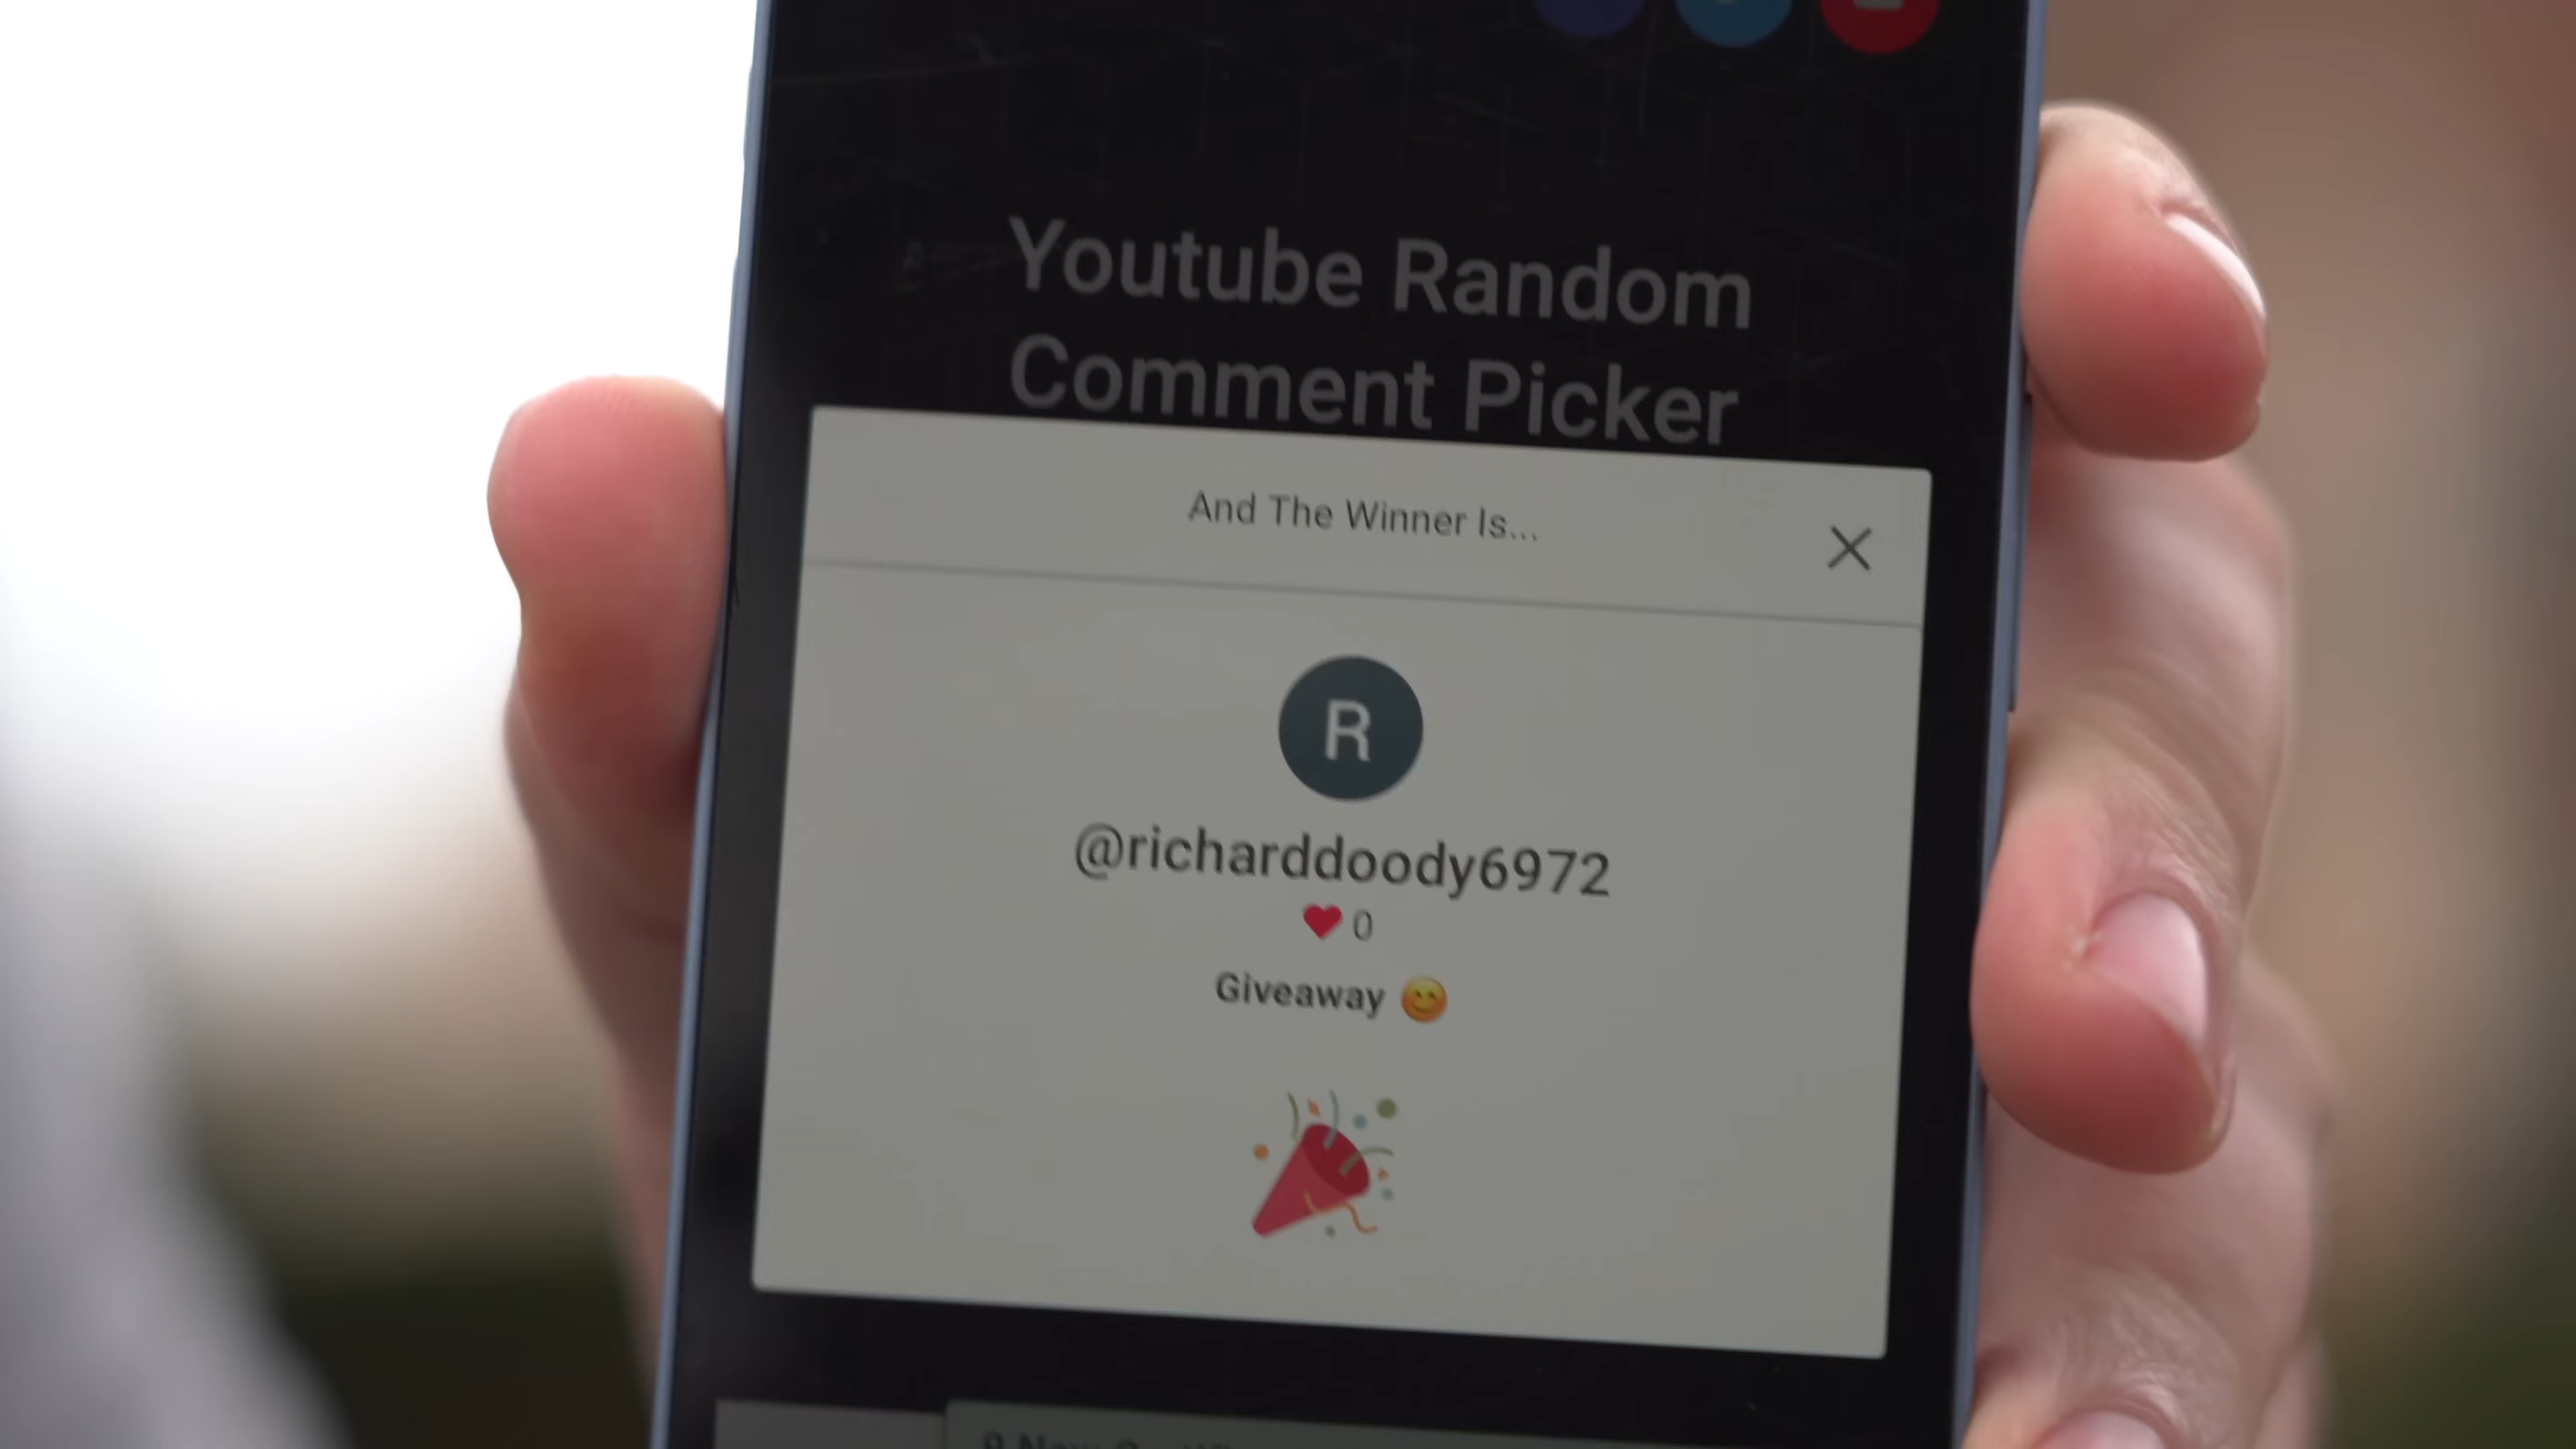 Youtube Random
Comment Picker
And The Winner Is...
R
@richarddoody6972
❤ 0
Giveaway 😊